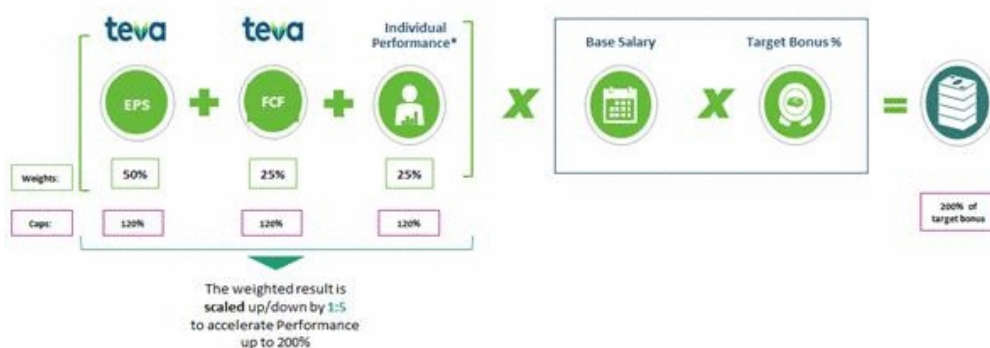 teva
teva
Individual
Performance*
Base Salary
Target Bonus %
EPS
+
FCF
+
X
X
=
Weights:
50%
25%
25%
Caps:
120%
120%
120%
200% of
target bonus
The weighted result is
scaled up/down by 1:5
to accelerate Performance
up to 200%